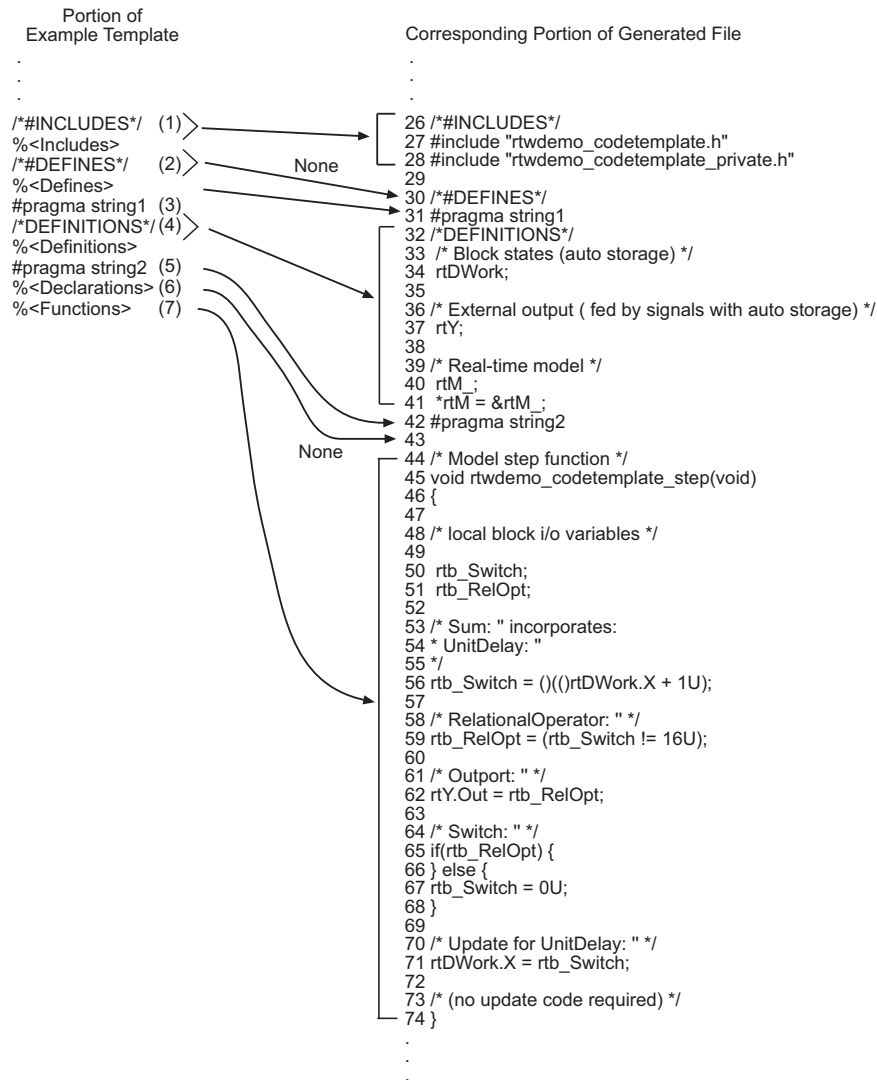 Portion of
Example Template
.
.
.
/*#INCLUDES*/ (1)
%<Includes>
/*#DEFINES*/ (2)
%<Defines>
#pragma string1 (3)
/*DEFINITIONS*/ (4)
%<Definitions>
#pragma string2 (5)
%<Declarations> (6)
%<Functions> (7)
None
None
Corresponding Portion of Generated File
.
.
.
26 /*#INCLUDES*/
27 #include "rtwdemo_codetemplate.h"
28 #include "rtwdemo_codetemplate_private.h"
29
30 /*#DEFINES*/
31 #pragma string1
32 /*DEFINITIONS*/
33 /* Block states (auto storage) */
34 rtDWork;
35
36 /* External output ( fed by signals with auto storage) */
37 rtY;
38
39 /* Real-time model */
40 rtM_;
41 *rtM = &rtM_;
42 #pragma string2
43
44 /* Model step function */
45 void rtwdemo_codetemplate_step(void)
46 {
47
48 /* local block i/o variables */
49
50 rtb_Switch;
51 rtb_RelOpt;
52
53 /* Sum: '' incorporates:
54 * UnitDelay: ''
55 */
56 rtb_Switch = ()(()rtDWork.X + 1U);
57
58 /* RelationalOperator: '' */
59 rtb_RelOpt = (rtb_Switch != 16U);
60
61 /* Outport: '' */
62 rtY.Out = rtb_RelOpt;
63
64 /* Switch: '' */
65 if(rtb_RelOpt) {
66 } else {
67 rtb_Switch = 0U;
68 }
69
70 /* Update for UnitDelay: '' */
71 rtDWork.X = rtb_Switch;
72
73 /* (no update code required) */
74 }
.
.
.